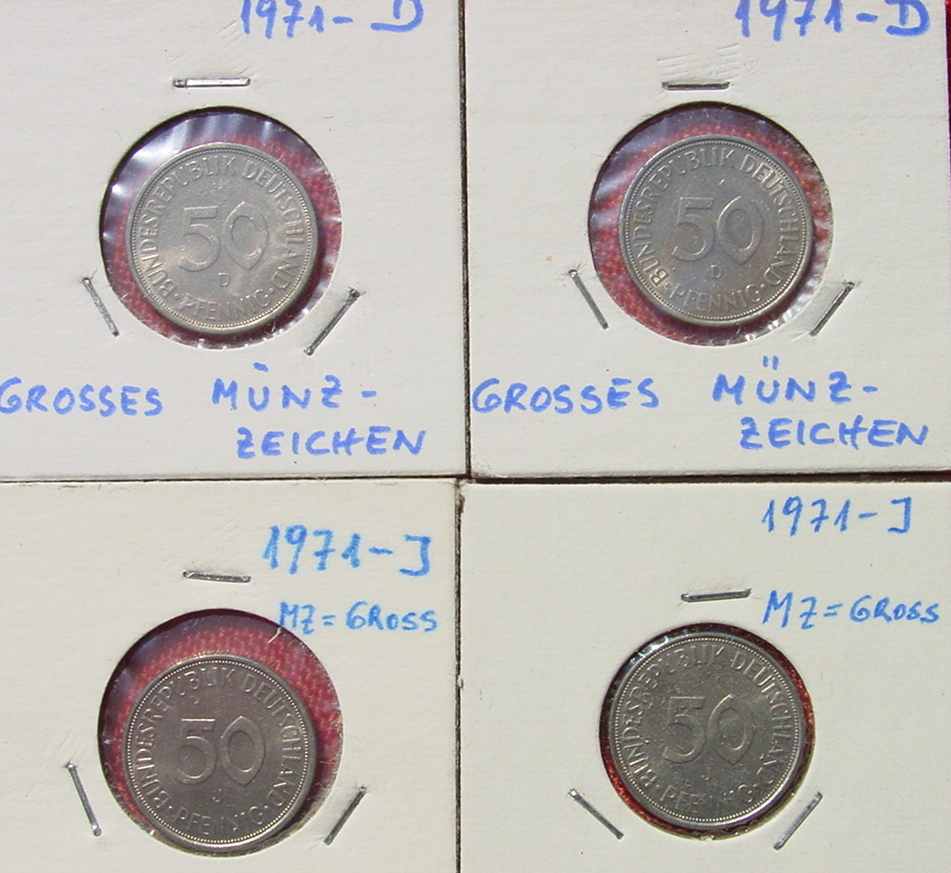 1971-D
BUNDESREPUBLIK DEUTSCHLAND
50
D
PFENNIG
GROSSES MÜNZ-
ZEICHEN
1971-D
BUNDESREPUBLIK DEUTSCHLAND
50
D
PFENNIG
GROSSES MÜNZ-
ZEICHEN
1971-J
MZ=GROSS
BUNDESREPUBLIK DEUTSCHLAND
50
J
PFENNIG
1971-J
MZ=GROSS
BUNDESREPUBLIK DEUTSCHLAND
50
J
PFENNIG